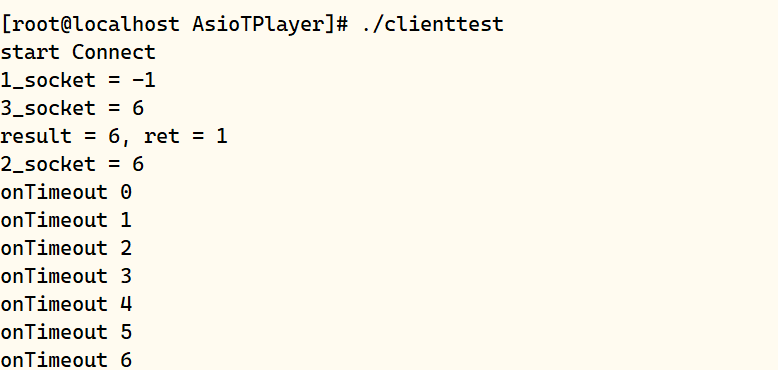 [root@localhost AsioTPlayer]# ./clienttest
start Connect
1_socket = -1
3_socket = 6
result = 6, ret = 1
2_socket = 6
onTimeout 0
onTimeout 1
onTimeout 2
onTimeout 3
onTimeout 4
onTimeout 5
onTimeout 6